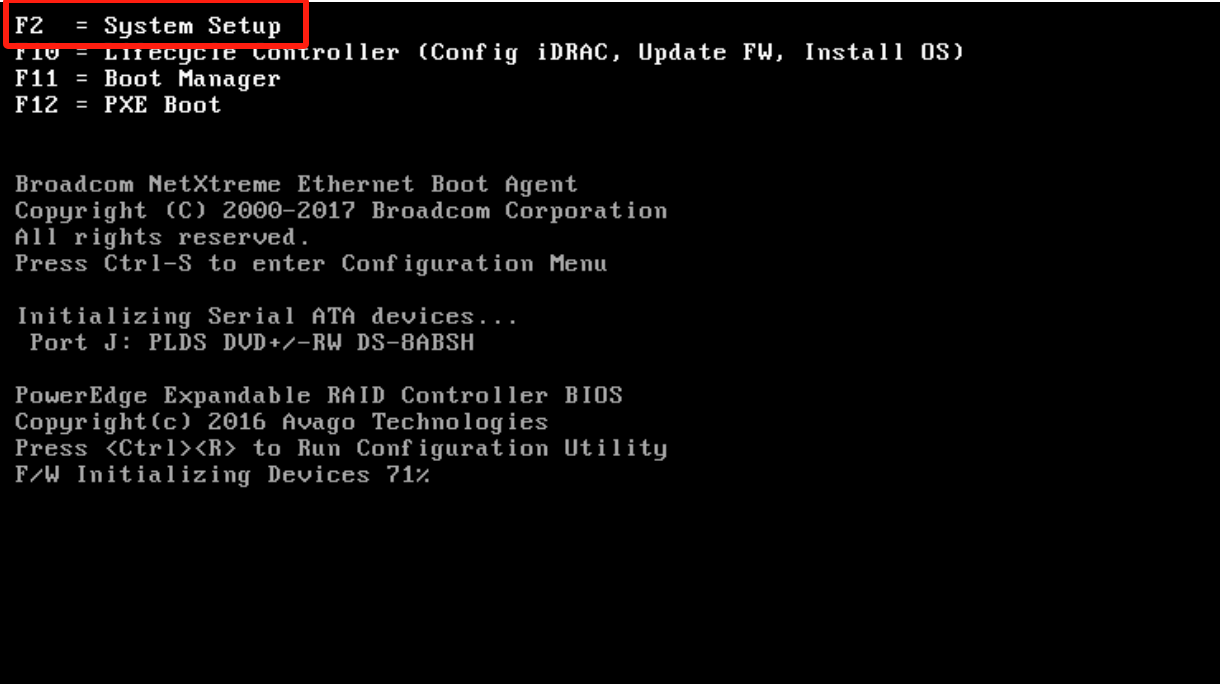 F2  = System Setup
F10 = Lifecycle Controller (Config iDRAC, Update FW, Install OS)
F11 = Boot Manager
F12 = PXE Boot
Broadcom NetXtreme Ethernet Boot Agent
Copyright (C) 2000-2017 Broadcom Corporation
All rights reserved.
Press Ctrl-S to enter Configuration Menu
Initializing Serial ATA devices...
Port J: PLDS DVD+/-RW DS-8ABSH
PowerEdge Expandable RAID Controller BIOS
Copyright(c) 2016 Avago Technologies
Press <Ctrl><R> to Run Configuration Utility
F/W Initializing Devices 71%